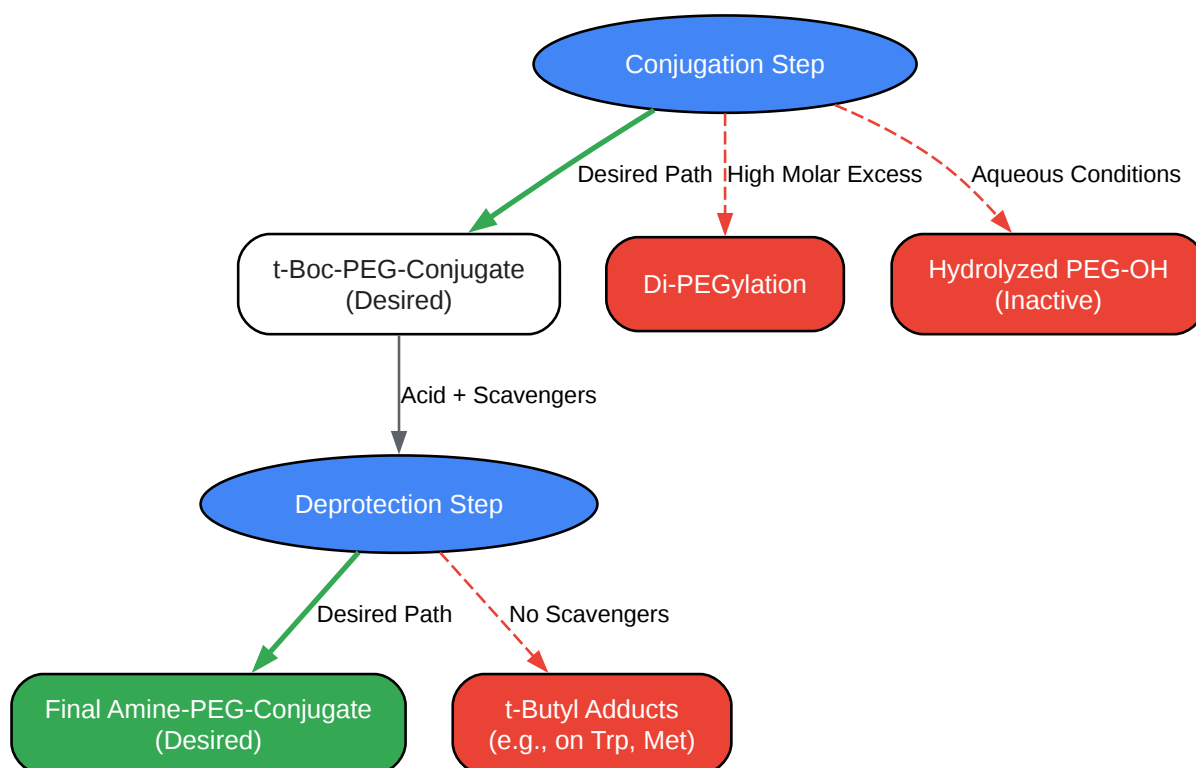 Conjugation Step
Desired Path
High Molar Excess
Aqueous Conditions
t-Boc-PEG-Conjugate
(Desired)
Di-PEGylation
Hydrolyzed PEG-OH
(Inactive)
Acid + Scavengers
Deprotection Step
Desired Path
No Scavengers
Final Amine-PEG-Conjugate
(Desired)
t-Butyl Adducts
(e.g., on Trp, Met)